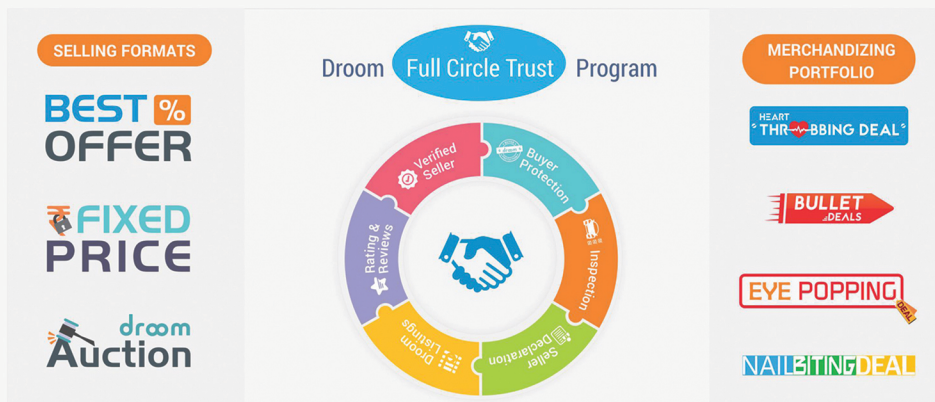 SELLING FORMATS
BEST %
OFFER
FIXED
PRICE
droom
Auction
Droom Full Circle Trust Program
Verified
Seller
droom
Buyer
Protection
Inspection
Seller
Declaration
Droom
Listings
Rating &
Reviews
MERCHANDIZING
PORTFOLIO
HEART
"THROBBING DEAL"
BULLET
DEALS
EYE POPPING
DEAL
NAILBITINGDEAL